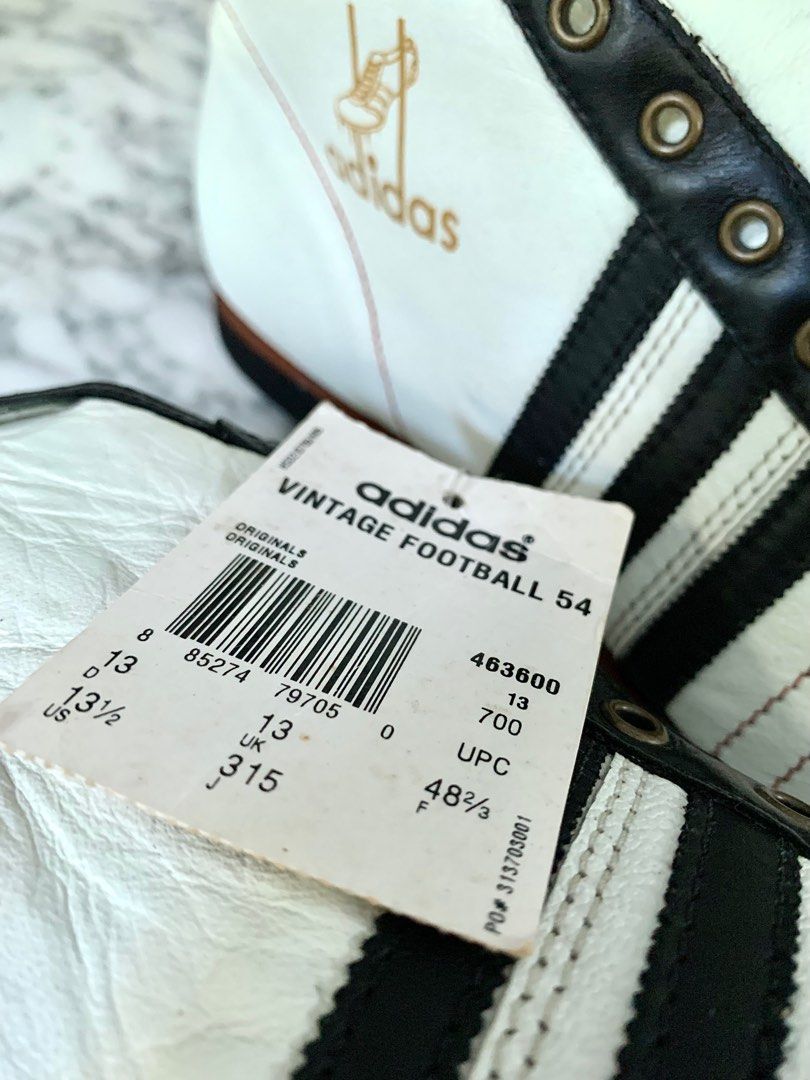 adidas
adidas®
VINTAGE FOOTBALL 54
ORIGINALS
ORIGINALS
8 85274 79705 0
463600
13
700
UPC
D 13
US 13½
UK 13
J 315
F 48⅔
PO# 313703001